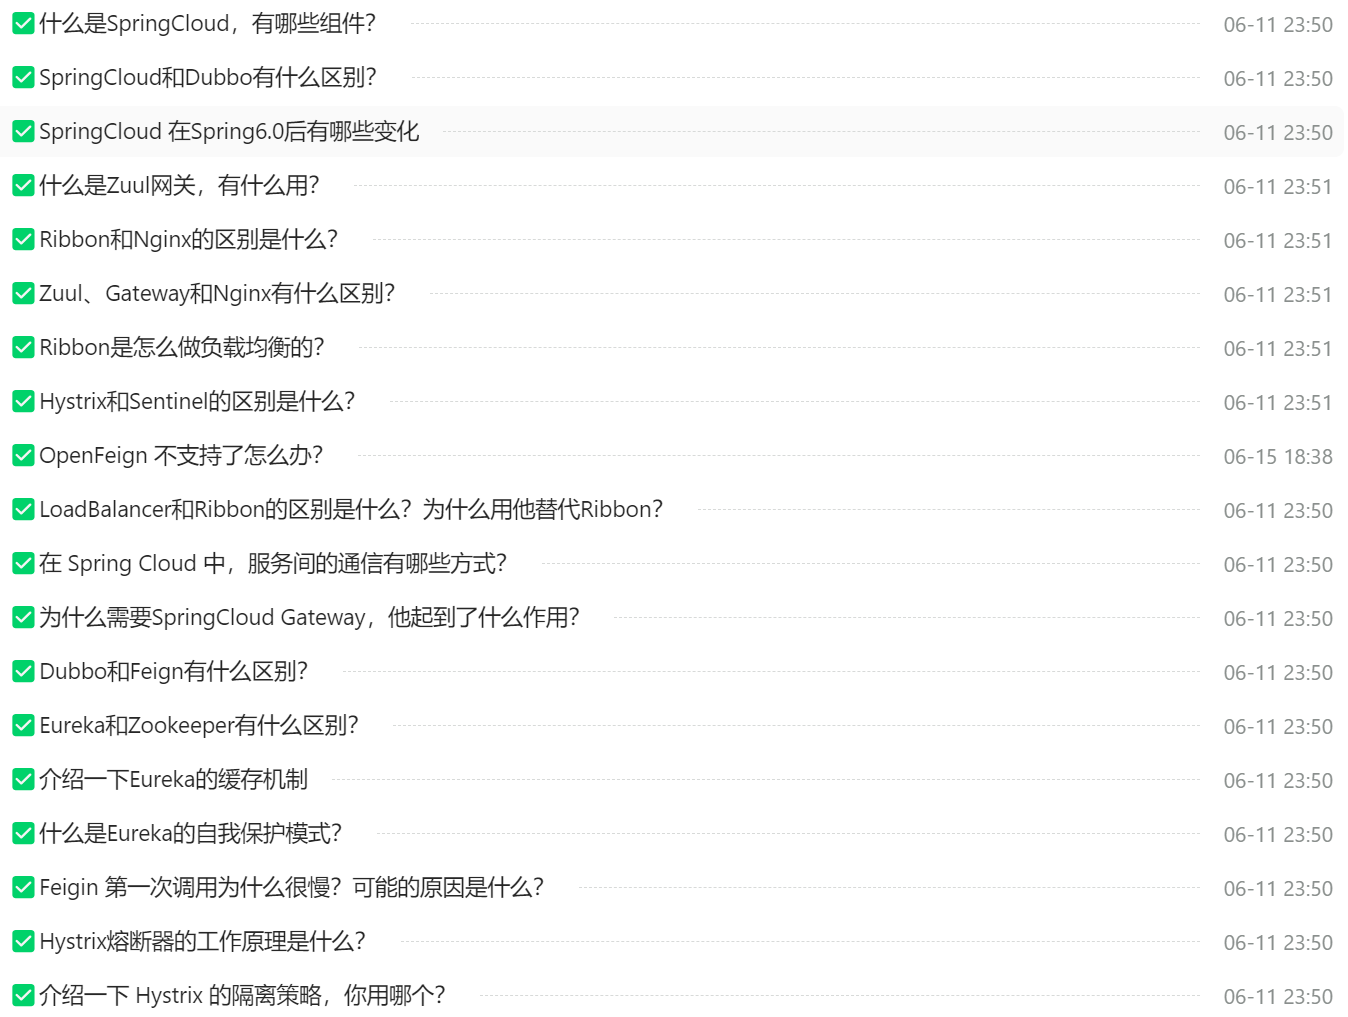 什么是SpringCloud，有哪些组件？ 06-11 23:50
SpringCloud和Dubbo有什么区别？ 06-11 23:50
SpringCloud 在Spring6.0后有哪些变化 06-11 23:50
什么是Zuul网关，有什么用？ 06-11 23:51
Ribbon和Nginx的区别是什么？ 06-11 23:51
Zuul、Gateway和Nginx有什么区别？ 06-11 23:51
Ribbon是怎么做负载均衡的？ 06-11 23:51
Hystrix和Sentinel的区别是什么？ 06-11 23:51
OpenFeign 不支持了怎么办？ 06-15 18:38
LoadBalancer和Ribbon的区别是什么？为什么用他替代Ribbon？ 06-11 23:50
在 Spring Cloud 中，服务间的通信有哪些方式？ 06-11 23:50
为什么需要SpringCloud Gateway，他起到了什么作用？ 06-11 23:50
Dubbo和Feign有什么区别？ 06-11 23:50
Eureka和Zookeeper有什么区别？ 06-11 23:50
介绍一下Eureka的缓存机制 06-11 23:50
什么是Eureka的自我保护模式？ 06-11 23:50
Feigin 第一次调用为什么很慢？可能的原因是什么？ 06-11 23:50
Hystrix熔断器的工作原理是什么？ 06-11 23:50
介绍一下 Hystrix 的隔离策略，你用哪个？ 06-11 23:50